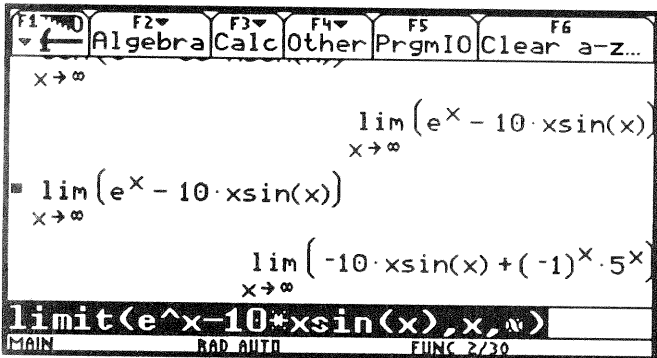 F1 F2▾ F3▾ F4▾ F5 F6
Algebra Calc Other PrgmIO Clear a-z…
x→∞
lim(e^x − 10·xsin(x))
x→∞
▪ lim(e^x − 10·xsin(x))
x→∞
lim(⁻10·xsin(x) + (⁻1)^x·5^x)
x→∞
limit(e^x−10*xsin(x),x,∞)
MAIN RAD AUTO FUNC 2/30